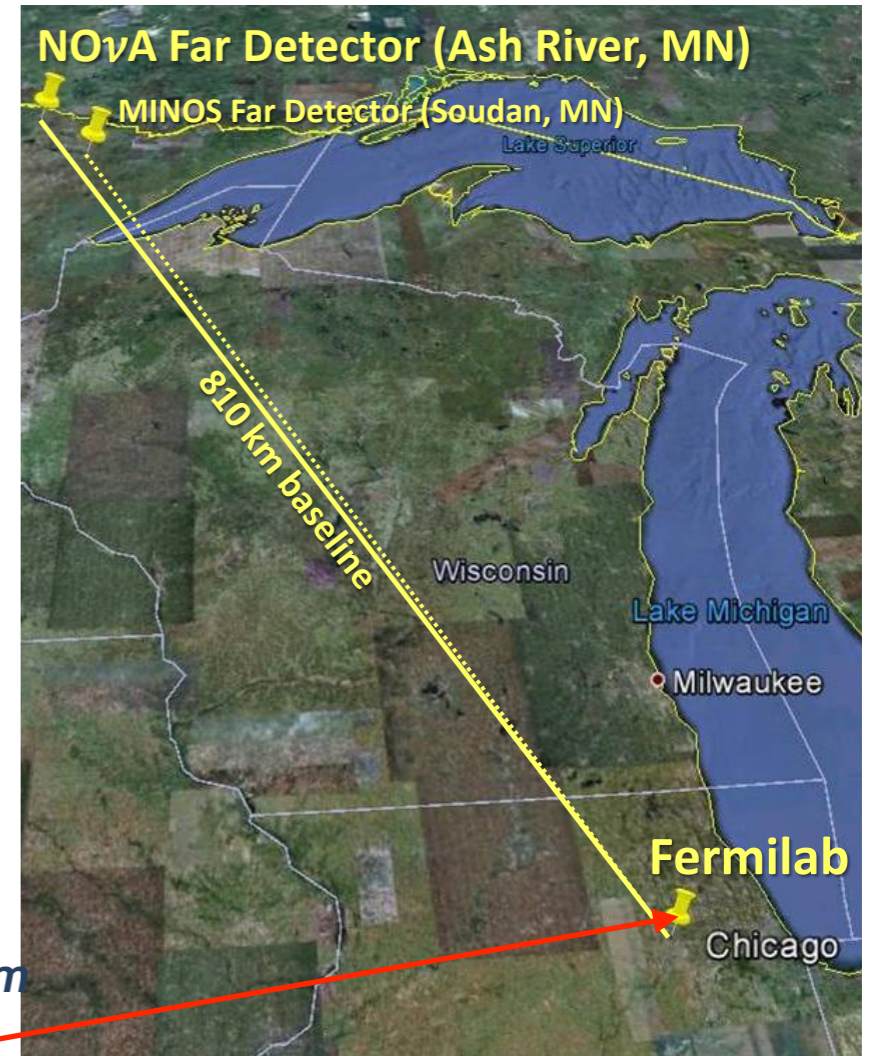 NOνA Far Detector (Ash River, MN)
MINOS Far Detector (Soudan, MN)
Lake Superior
810 km baseline
Wisconsin
Lake Michigan
Milwaukee
Fermilab
Chicago
m